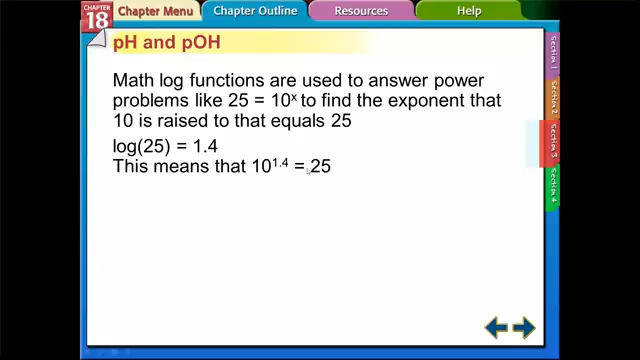 CHAPTER
18
Chapter Menu
Chapter Outline
Resources
Help
pH and pOH
Math log functions are used to answer power
problems like 25 = 10ˣ to find the exponent that
10 is raised to that equals 25
log(25) = 1.4
This means that 10¹·⁴ = 25
Section 1
Section 2
Section 3
Section 4